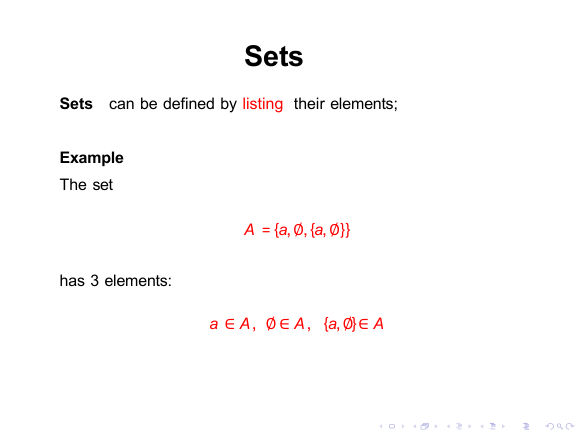 Sets
Sets can be defined by listing their elements;
Example
The set
A = {a, ∅, {a, ∅}}
has 3 elements:
a ∈ A, ∅ ∈ A, {a, ∅} ∈ A